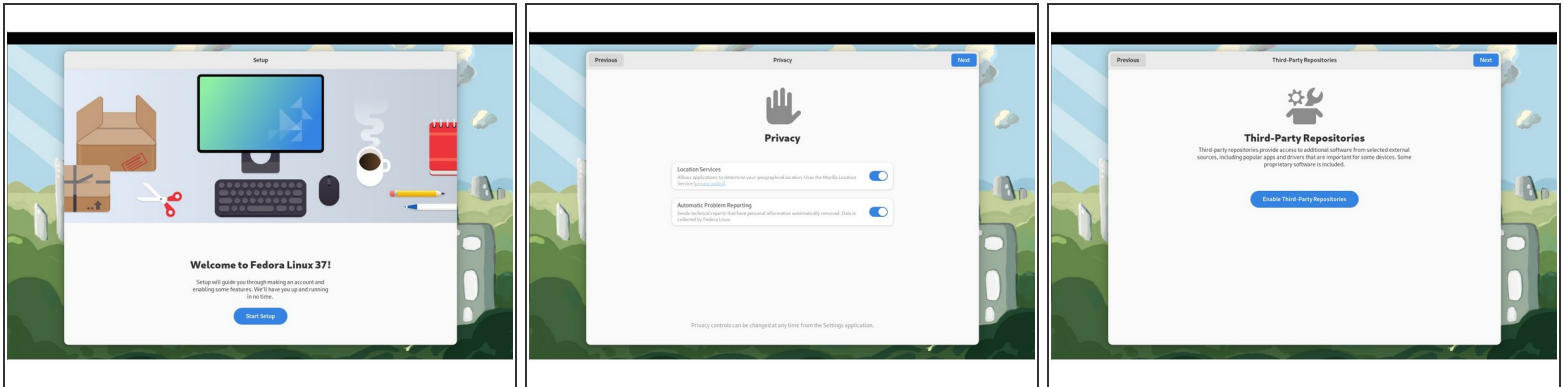 Setup
Welcome to Fedora Linux 37!
Setup will guide you through making an account and
enabling some features. We'll have you up and running
in no time.
Start Setup
Previous
Privacy
Next
Privacy
Location Services
Allows applications to determine your geographical location. Uses the Mozilla Location
Service (privacy policy).
Automatic Problem Reporting
Sends technical reports that have personal information automatically removed. Data is
collected by Fedora Linux.
Privacy controls can be changed at any time from the Settings application.
Previous
Third-Party Repositories
Next
Third-Party Repositories
Third-party repositories provide access to additional software from selected external
sources, including popular apps and drivers that are important for some devices. Some
proprietary software is included.
Enable Third-Party Repositories